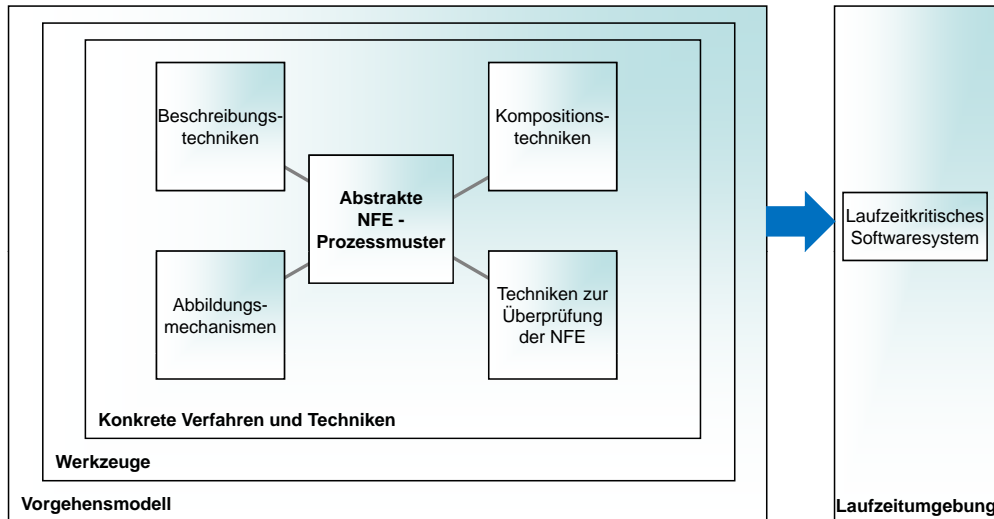 Beschreibungs-
techniken
Kompositions-
techniken
Abstrakte
NFE -
Prozessmuster
Laufzeitkritisches
Softwaresystem
Abbildungs-
mechanismen
Techniken zur
Überprüfung
der NFE
Konkrete Verfahren und Techniken
Werkzeuge
Vorgehensmodell
Laufzeitumgebung